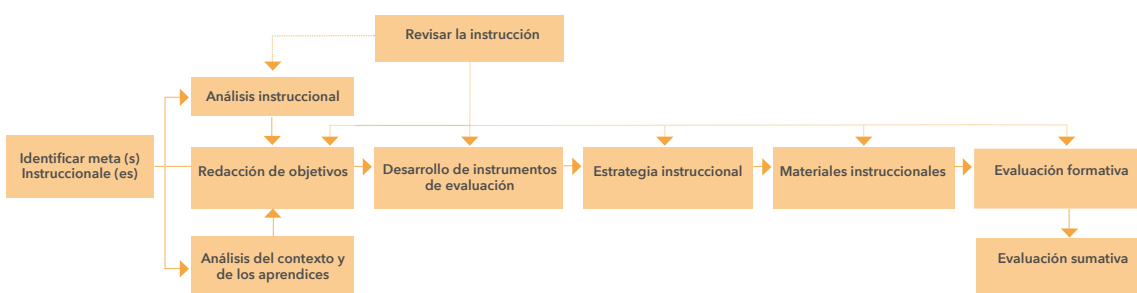 Revisar la instrucción
Análisis instruccional
Identificar meta (s)
Instruccionale (es)
Redacción de objetivos
Desarrollo de instrumentos
de evaluación
Estrategia instruccional
Materiales instruccionales
Evaluación formativa
Análisis del contexto y
de los aprendices
Evaluación sumativa